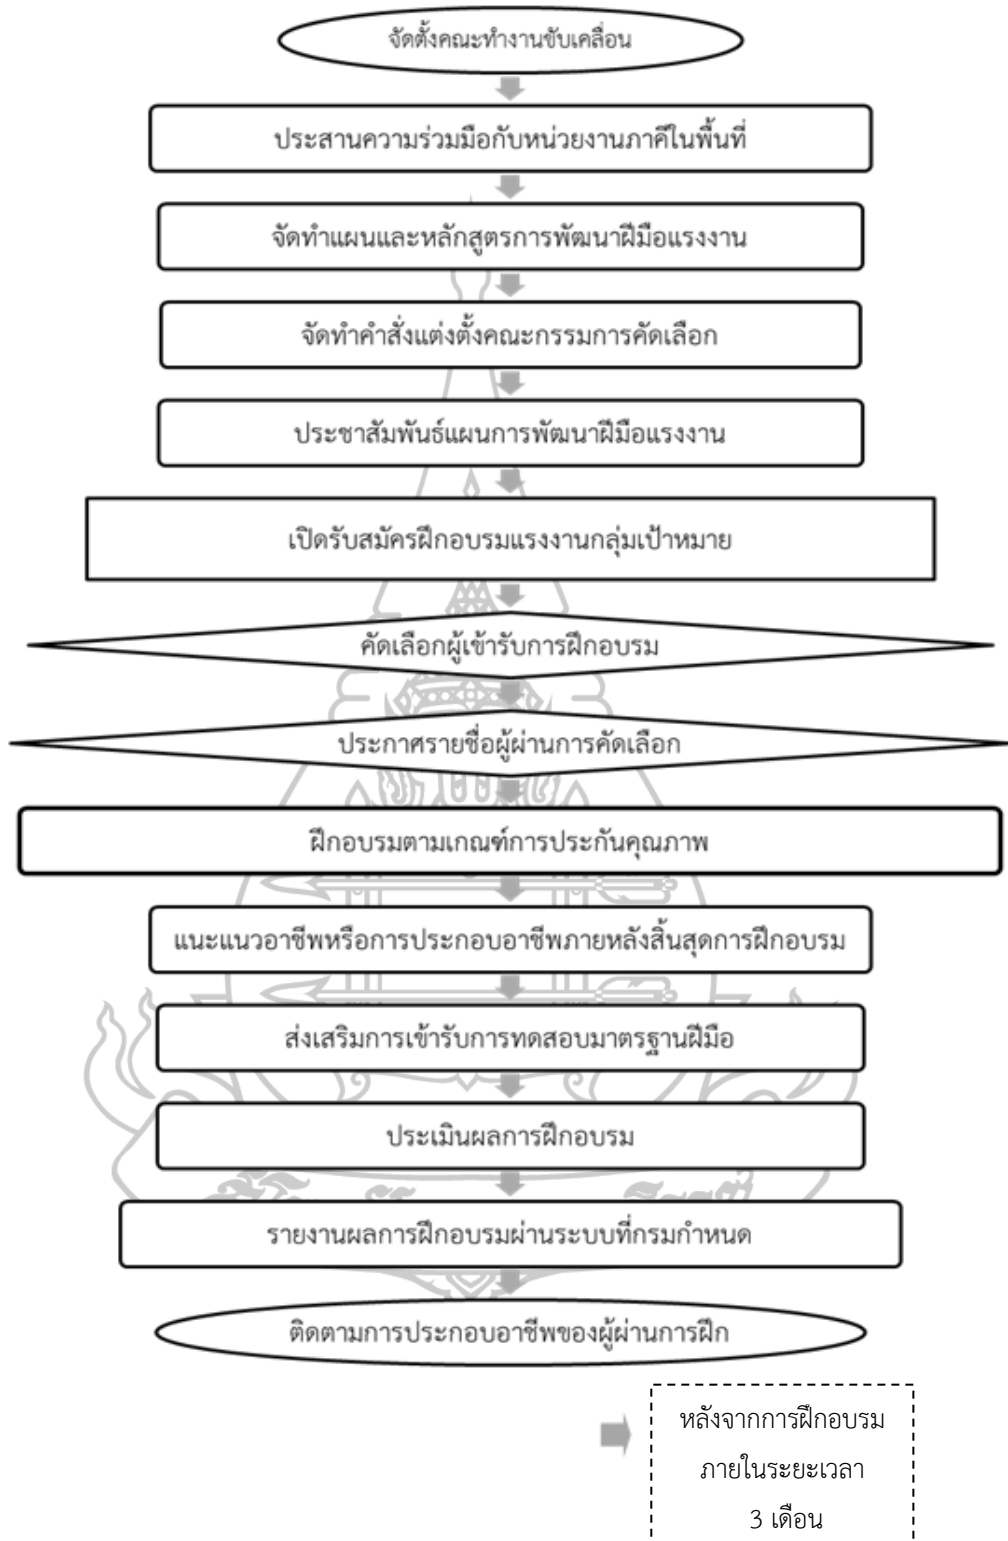 จัดตั้งคณะทำงานขับเคลื่อน
ประสานความร่วมมือกับหน่วยงานภาคีในพื้นที่
จัดทำแผนและหลักสูตรการพัฒนาฝีมือแรงงาน
จัดทำคำสั่งแต่งตั้งคณะกรรมการคัดเลือก
ประชาสัมพันธ์แผนการพัฒนาฝีมือแรงงาน
เปิดรับสมัครฝึกอบรมแรงงานกลุ่มเป้าหมาย
คัดเลือกผู้เข้ารับการฝึกอบรม
ประกาศรายชื่อผู้ผ่านการคัดเลือก
ฝึกอบรมตามเกณฑ์การประกันคุณภาพ
แนะแนวอาชีพหรือการประกอบอาชีพภายหลังสิ้นสุดการฝึกอบรม
ส่งเสริมการเข้ารับการทดสอบมาตรฐานฝีมือ
ประเมินผลการฝึกอบรม
รายงานผลการฝึกอบรมผ่านระบบที่กรมกำหนด
ติดตามการประกอบอาชีพของผู้ผ่านการฝึก
หลังจากการฝึกอบรม
ภายในระยะเวลา
3 เดือน